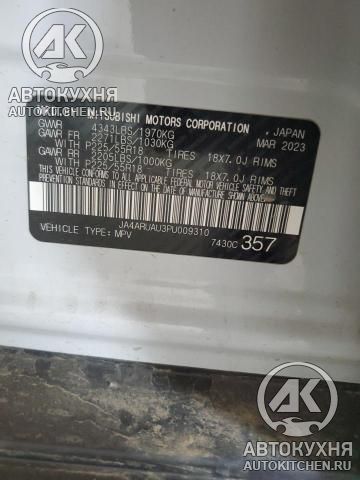 АВТОКУХНЯ
AUTOKITCHEN.RU
MITSUBISHI MOTORS CORPORATION , JAPAN
GVWR 4343LBS/1970KG MAR 2023
GAWR FR 2271LBS/1030KG
WITH P225/55R18 TIRES 18x7.0J RIMS
GAWR RR 2205LBS/1000KG
WITH P225/55R18 TIRES 18x7.0J RIMS
THIS VEHICLE CONFORMS TO ALL APPLICABLE
FEDERAL MOTOR VEHICLE SAFETY, BUMPER, AND
THEFT PREVENTION STANDARDS IN EFFECT ON THE
DATE OF MANUFACTURE SHOWN ABOVE.
JA4ARUAU3PU009310
VEHICLE TYPE: MPV 7430C 357
АК
АВТОКУХНЯ
AUTOKITCHEN.RU